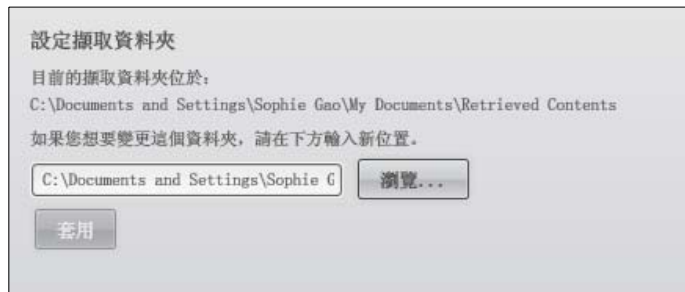 設定擷取資料夾
目前的擷取資料夾位於：
C:\Documents and Settings\Sophie Gao\My Documents\Retrieved Contents
如果您想要變更這個資料夾，請在下方輸入新位置。
C:\Documents and Settings\Sophie G
瀏覽...
套用